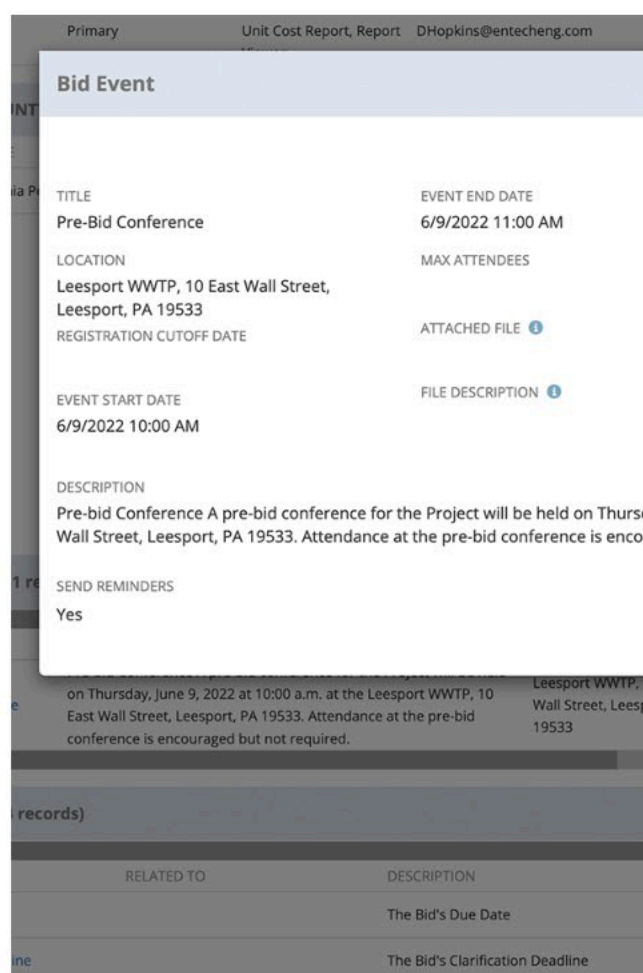 Primary Unit Cost Report, Report DHopkins@entecheng.com
Bid Event
TITLE EVENT END DATE
Pre-Bid Conference 6/9/2022 11:00 AM
LOCATION MAX ATTENDEES
Leesport WWTP, 10 East Wall Street,
Leesport, PA 19533
REGISTRATION CUTOFF DATE ATTACHED FILE
EVENT START DATE FILE DESCRIPTION
6/9/2022 10:00 AM
DESCRIPTION
Pre-bid Conference A pre-bid conference for the Project will be held on Thurs
Wall Street, Leesport, PA 19533. Attendance at the pre-bid conference is enco
SEND REMINDERS
Yes
Leesport WWTP,
on Thursday, June 9, 2022 at 10:00 a.m. at the Leesport WWTP, 10 Wall Street, Lees
East Wall Street, Leesport, PA 19533. Attendance at the pre-bid 19533
conference is encouraged but not required.
records)
RELATED TO DESCRIPTION
The Bid's Due Date
ine The Bid's Clarification Deadline